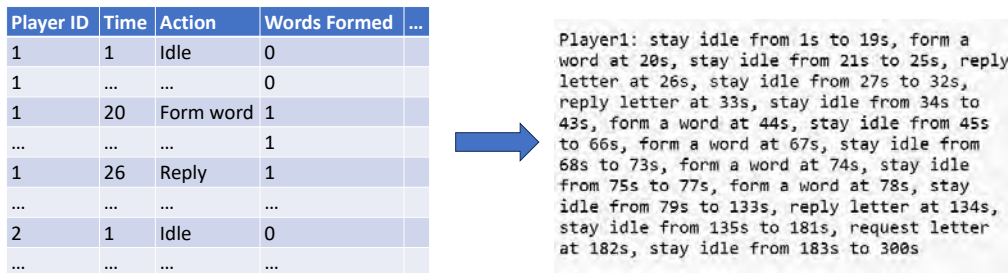 Player ID Time Action Words Formed ...
1 1 Idle 0
1 ... ... 0
1 20 Form word 1
... ... ... 1
1 26 Reply 1
... ... ... ...
2 1 Idle 0
... ... ... ...
Player1: stay idle from 1s to 19s, form a
word at 20s, stay idle from 21s to 25s, reply
letter at 26s, stay idle from 27s to 32s,
reply letter at 33s, stay idle from 34s to
43s, form a word at 44s, stay idle from 45s
to 66s, form a word at 67s, stay idle from
68s to 73s, form a word at 74s, stay idle
from 75s to 77s, form a word at 78s, stay
idle from 79s to 133s, reply letter at 134s,
stay idle from 135s to 181s, request letter
at 182s, stay idle from 183s to 300s